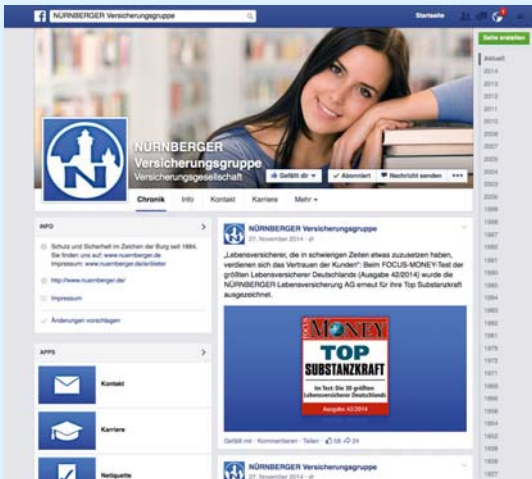 NÜRNBERGER Versicherungsgruppe
Startseite
Seite erstellen
NÜRNBERGER
Versicherungsgruppe
Versicherungsgesellschaft
Gefällt dir
Abonniert
Nachricht senden
Chronik Info Kontakt Karriere Mehr
INFO
Schutz und Sicherheit im Zeichen der Burg seit 1884.
Sie finden uns auf: www.nuernberger.de
Impressum: www.nuernberger.de/anbieter
http://www.nuernberger.de/
Impressum
Änderungen vorschlagen
APPS
Kontakt
Karriere
Netiquette
NÜRNBERGER Versicherungsgruppe
27. November 2014
„Lebensversicherer, die in schwierigen Zeiten etwas zuzusetzen haben,
verdienen sich das Vertrauen der Kunden“: Beim FOCUS-MONEY-Test der
größten Lebensversicherer Deutschlands (Ausgabe 42/2014) wurde die
NÜRNBERGER Lebensversicherung AG erneut für ihre Top Substanzkraft
ausgezeichnet.
FOCUS MONEY
TOP
SUBSTANZKRAFT
Im Test: Die 30 größten
Lebensversicherer Deutschlands
Ausgabe 42/2014
Gefällt mir · Kommentieren · Teilen · 58 24
NÜRNBERGER Versicherungsgruppe
27. November 2014
Aktuell
2014
2013
2012
2011
2010